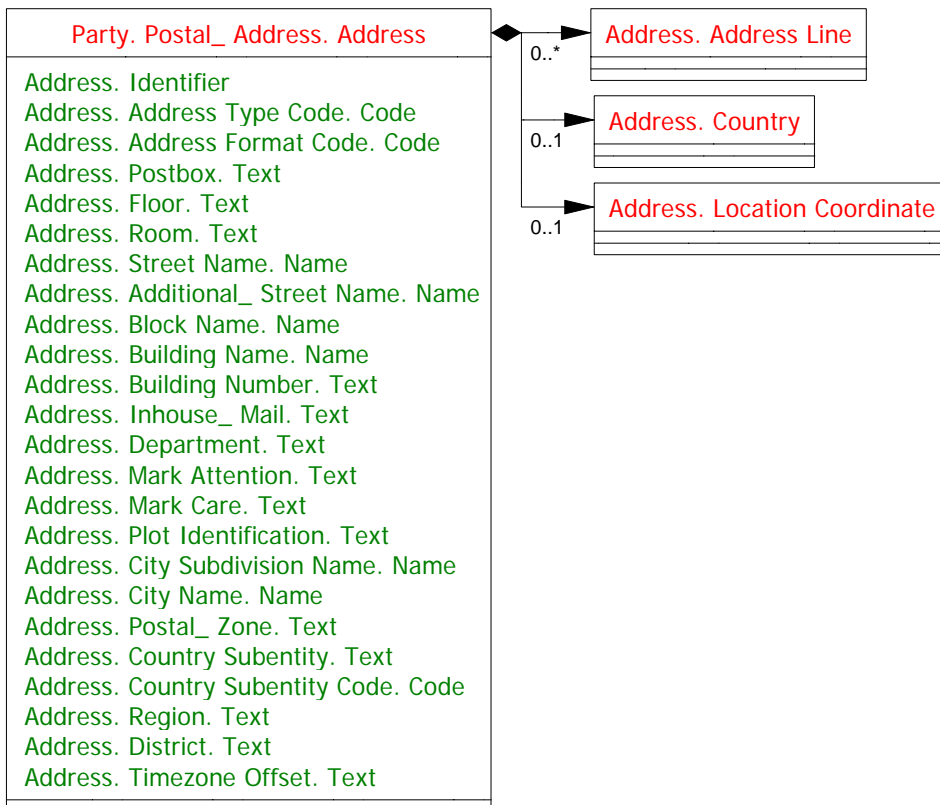 Party. Postal_ Address. Address
Address. Identifier
Address. Address Type Code. Code
Address. Address Format Code. Code
Address. Postbox. Text
Address. Floor. Text
Address. Room. Text
Address. Street Name. Name
Address. Additional_ Street Name. Name
Address. Block Name. Name
Address. Building Name. Name
Address. Building Number. Text
Address. Inhouse_ Mail. Text
Address. Department. Text
Address. Mark Attention. Text
Address. Mark Care. Text
Address. Plot Identification. Text
Address. City Subdivision Name. Name
Address. City Name. Name
Address. Postal_ Zone. Text
Address. Country Subentity. Text
Address. Country Subentity Code. Code
Address. Region. Text
Address. District. Text
Address. Timezone Offset. Text
0..*
Address. Address Line
0..1
Address. Country
0..1
Address. Location Coordinate